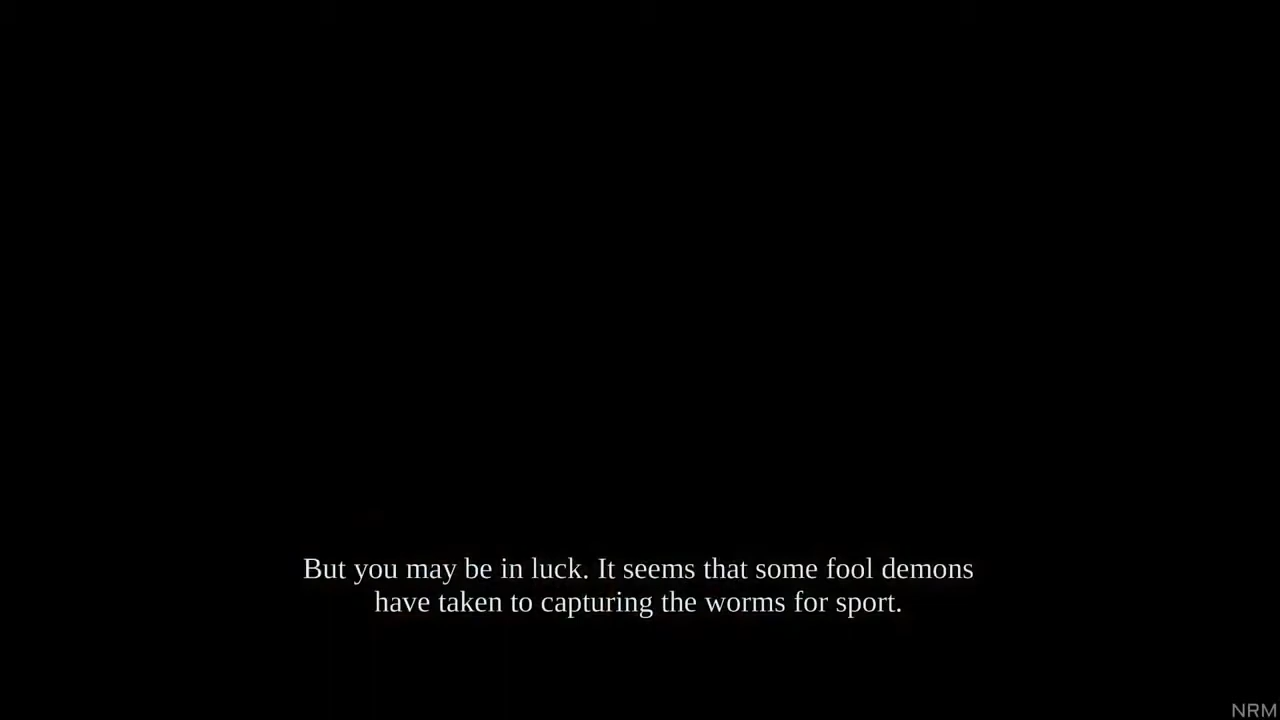 But you may be in luck. It seems that some fool demons
have taken to capturing the worms for sport.
NRM